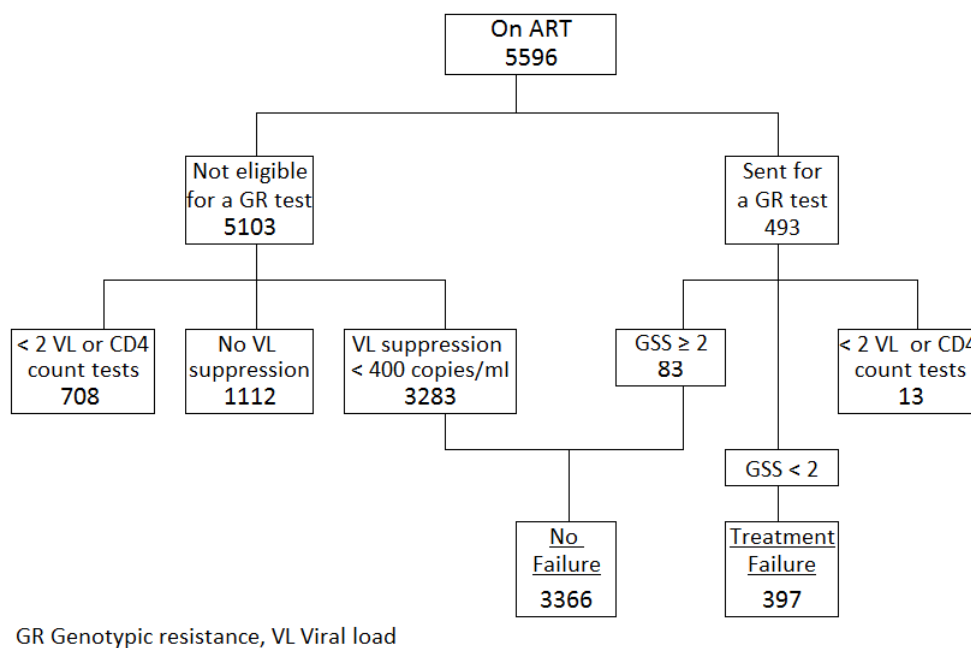 On ART
5596
Not eligible
for a GR test
5103
Sent for
a GR test
493
< 2 VL or CD4
count tests
708
No VL
suppression
1112
VL suppression
< 400 copies/ml
3283
GSS ≥ 2
83
< 2 VL or CD4
count tests
13
GSS < 2
No
Failure
3366
Treatment
Failure
397
GR Genotypic resistance, VL Viral load